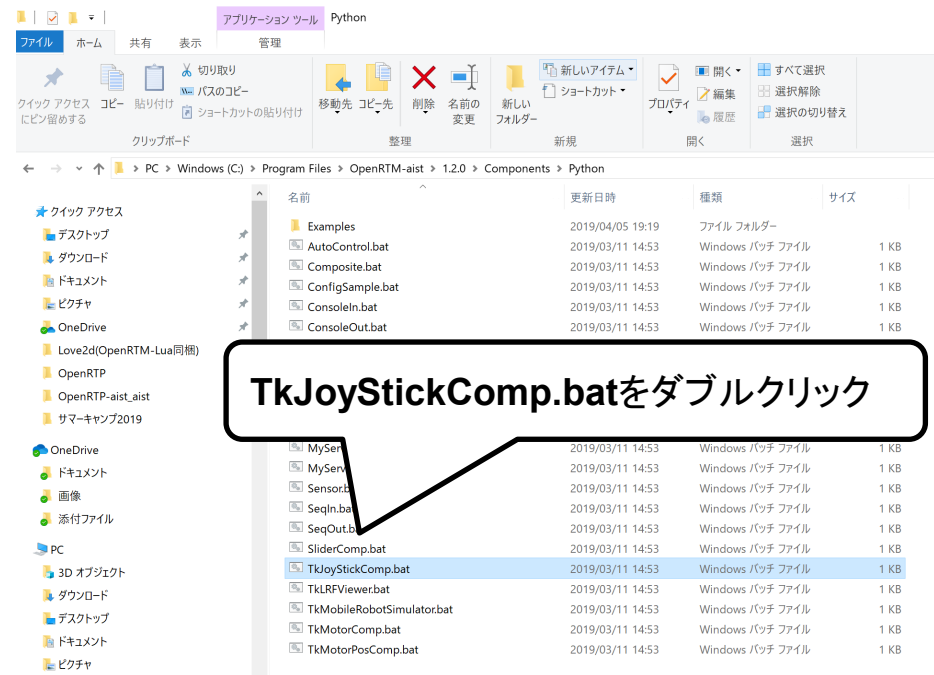 アプリケーション ツール Python
ファイル ホーム 共有 表示 管理
クイック アクセス
にピン留めする
コピー 貼り付け
切り取り
パスのコピー
ショートカットの貼り付け
クリップボード
移動先 コピー先 削除 名前の
変更
整理
新しい
フォルダー
新しいアイテム
ショートカット
新規
プロパティ
開く
編集
履歴
開く
すべて選択
選択解除
選択の切り替え
選択
PC > Windows (C:) > Program Files > OpenRTM-aist > 1.2.0 > Components > Python
クイック アクセス
デスクトップ
ダウンロード
ドキュメント
ピクチャ
OneDrive
Love2d(OpenRTM-Lua同梱)
OpenRTP
OpenRTP-aist_aist
サマーキャンプ2019
OneDrive
ドキュメント
画像
添付ファイル
PC
3D オブジェクト
ダウンロード
デスクトップ
ドキュメント
ピクチャ
名前 更新日時 種類 サイズ
Examples 2019/04/05 19:19 ファイル フォルダー
AutoControl.bat 2019/03/11 14:53 Windows バッチ ファイル 1 KB
Composite.bat 2019/03/11 14:53 Windows バッチ ファイル 1 KB
ConfigSample.bat 2019/03/11 14:53 Windows バッチ ファイル 1 KB
ConsoleIn.bat 2019/03/11 14:53 Windows バッチ ファイル 1 KB
ConsoleOut.bat 2019/03/11 14:53 Windows バッチ ファイル 1 KB
TkJoyStickComp.batをダブルクリック
MySer 2019/03/11 14:53 Windows バッチ ファイル 1 KB
MyServ 2019/03/11 14:53 Windows バッチ ファイル 1 KB
Sensor.b 2019/03/11 14:53 Windows バッチ ファイル 1 KB
SeqIn.ba 2019/03/11 14:53 Windows バッチ ファイル 1 KB
SeqOut.b 2019/03/11 14:53 Windows バッチ ファイル 1 KB
SliderComp.bat 2019/03/11 14:53 Windows バッチ ファイル 1 KB
TkJoyStickComp.bat 2019/03/11 14:53 Windows バッチ ファイル 1 KB
TkLRFViewer.bat 2019/03/11 14:53 Windows バッチ ファイル 1 KB
TkMobileRobotSimulator.bat 2019/03/11 14:53 Windows バッチ ファイル 1 KB
TkMotorComp.bat 2019/03/11 14:53 Windows バッチ ファイル 1 KB
TkMotorPosComp.bat 2019/03/11 14:53 Windows バッチ ファイル 1 KB